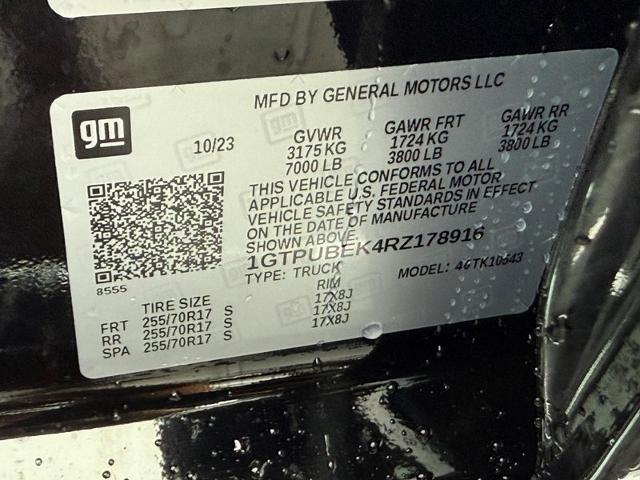 MFD BY GENERAL MOTORS LLC
gm
10/23
GVWR GAWR FRT GAWR RR
3175 KG 1724 KG 1724 KG
7000 LB 3800 LB 3800 LB
THIS VEHICLE CONFORMS TO ALL
APPLICABLE U.S. FEDERAL MOTOR
VEHICLE SAFETY STANDARDS IN EFFECT
ON THE DATE OF MANUFACTURE
SHOWN ABOVE
1GTPUBEK4RZ178916
TYPE: TRUCK MODEL:
8555
TIRE SIZE RIM
FRT 255/70R17 S 17X8J
RR 255/70R17 S 17X8J
SPA 255/70R17 S 17X8J